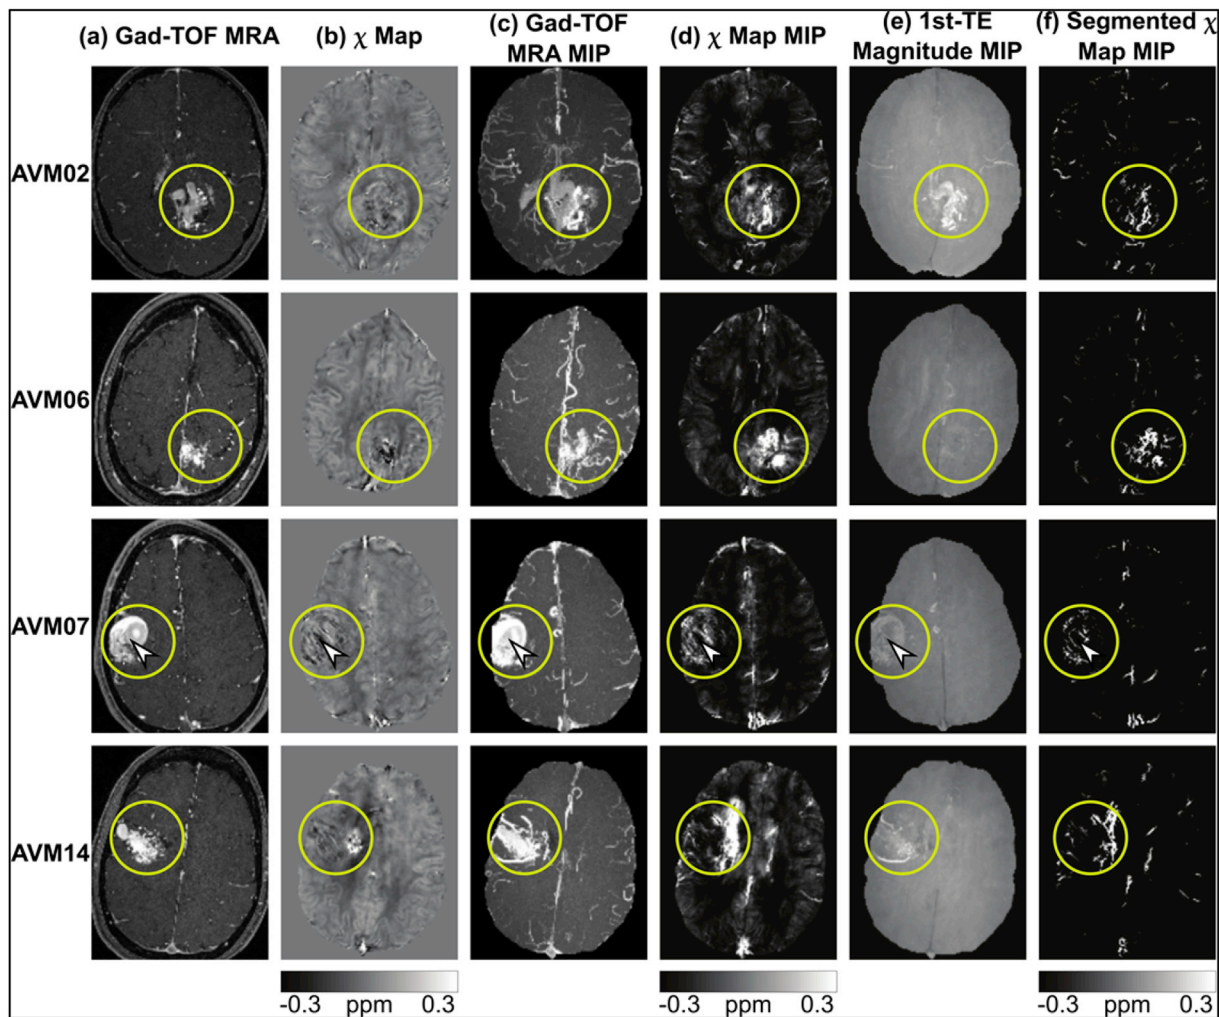 (a) Gad-TOF MRA
(b) χ Map
(c) Gad-TOF
MRA MIP
(d) χ Map MIP
(e) 1st-TE
Magnitude MIP
(f) Segmented χ
Map MIP
AVM02
AVM06
AVM07
AVM14
-0.3 ppm 0.3
-0.3 ppm 0.3
-0.3 ppm 0.3